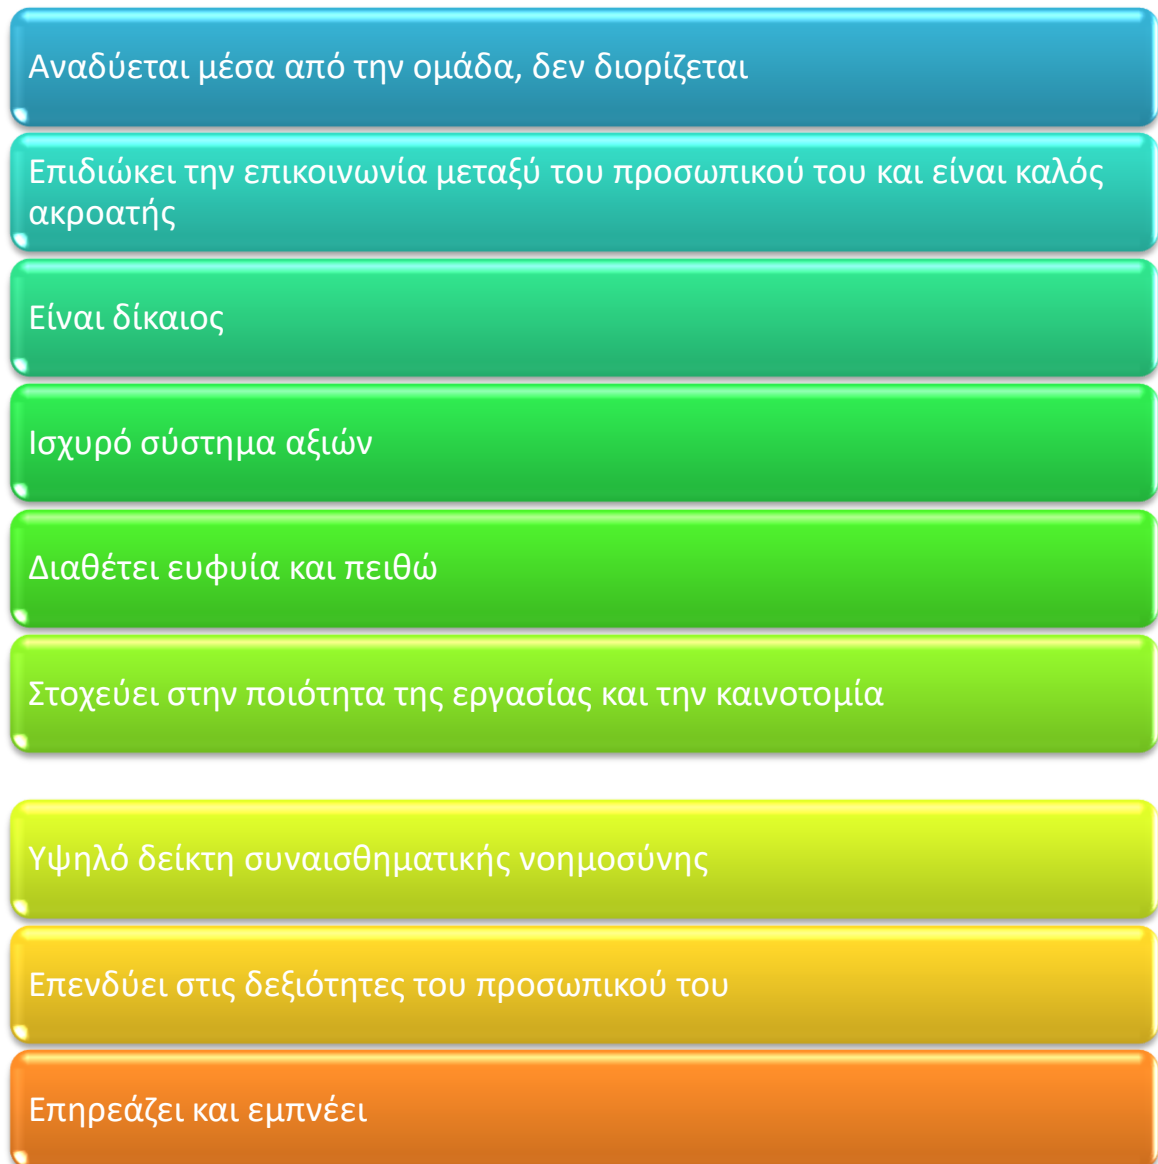 Αναδύεται μέσα από την ομάδα, δεν διορίζεται
Επιδιώκει την επικοινωνία μεταξύ του προσωπικού του και είναι καλός
ακροατής
Είναι δίκαιος
Ισχυρό σύστημα αξιών
Διαθέτει ευφυία και πειθώ
Στοχεύει στην ποιότητα της εργασίας και την καινοτομία
Υψηλό δείκτη συναισθηματικής νοημοσύνης
Επενδύει στις δεξιότητες του προσωπικού του
Επηρεάζει και εμπνέει